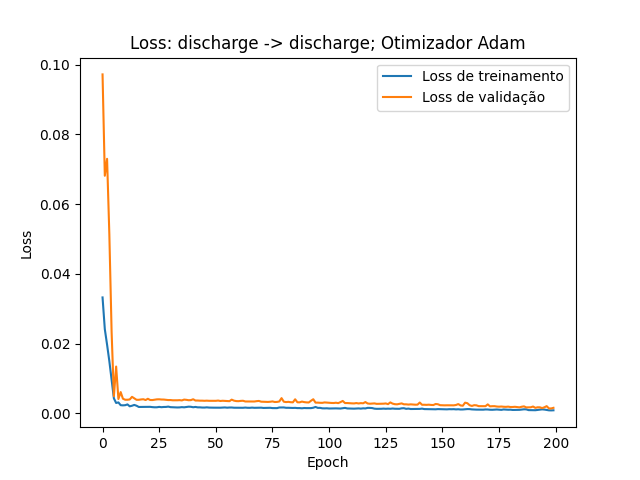 Loss: discharge -> discharge; Otimizador Adam
Loss de treinamento
Loss de validação
0.10
0.08
0.06
0.04
0.02
0.00
Loss
0 25 50 75 100 125 150 175 200
Epoch